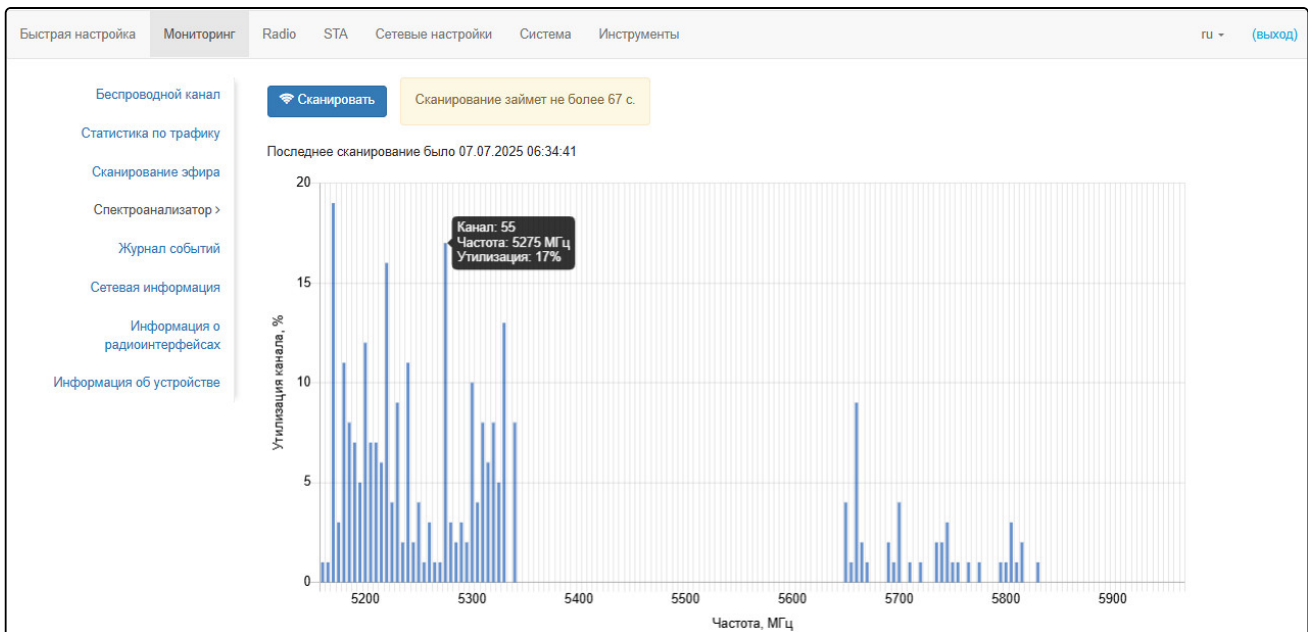 Быстрая настройка Мониторинг Radio STA Сетевые настройки Система Инструменты ru (выход)
Беспроводной канал
Статистика по трафику
Сканирование эфира
Спектроанализатор >
Журнал событий
Сетевая информация
Информация о
радиоинтерфейсах
Информация об устройстве
Сканировать
Сканирование займет не более 67 с.
Последнее сканирование было 07.07.2025 06:34:41
Утилизация канала, %
20
15
10
5
0
Канал: 55
Частота: 5275 МГц
Утилизация: 17%
5200 5300 5400 5500 5600 5700 5800 5900
Частота, МГц